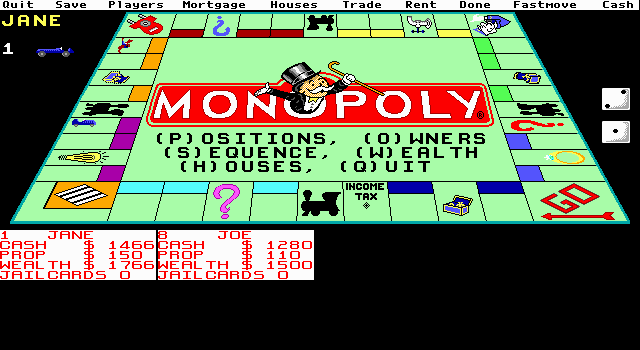 Quit Save Players Mortgage Houses Trade Rent Done Fastmove Cash
JANE
1
MONOPOLY
(P)OSITIONS, (O)WNERS
(S)EQUENCE, (W)EALTH
(H)OUSES, (Q)UIT
INCOME
TAX
GO
1 JANE
CASH $ 1466
PROP $ 150
WEALTH $ 1766
JAILCARDS 0
8 JOE
CASH $ 1280
PROP $ 110
WEALTH $ 1500
JAILCARDS 0